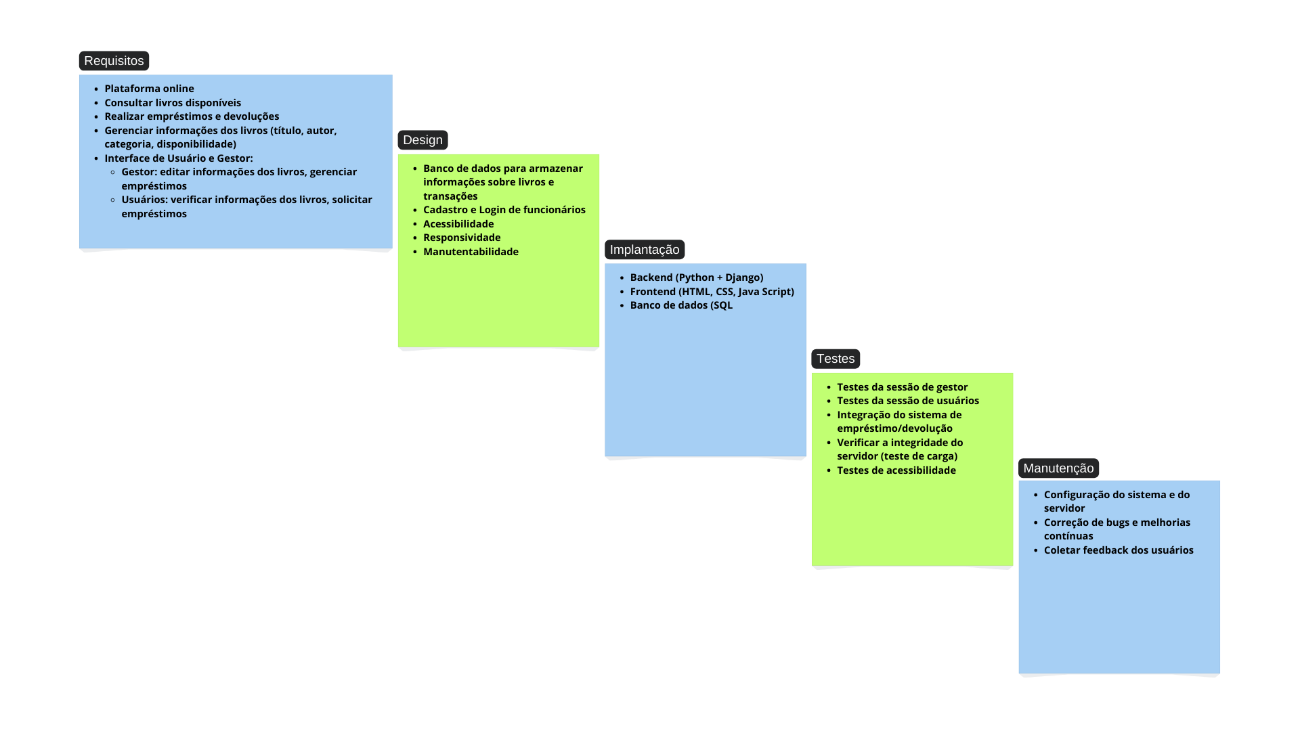 Requisitos
• Plataforma online
• Consultar livros disponíveis
• Realizar empréstimos e devoluções
• Gerenciar informações dos livros (título, autor,
categoria, disponibilidade)
• Interface de Usuário e Gestor:
◦ Gestor: editar informações dos livros, gerenciar
empréstimos
◦ Usuários: verificar informações dos livros, solicitar
empréstimos
Design
• Banco de dados para armazenar
informações sobre livros e
transações
• Cadastro e Login de funcionários
• Acessibilidade
• Responsividade
• Manutentabilidade
Implantação
• Backend (Python + Django)
• Frontend (HTML, CSS, Java Script)
• Banco de dados (SQL
Testes
• Testes da sessão de gestor
• Testes da sessão de usuários
• Integração do sistema de
empréstimo/devolução
• Verificar a integridade do
servidor (teste de carga)
• Testes de acessibilidade
Manutenção
• Configuração do sistema e do
servidor
• Correção de bugs e melhorias
contínuas
• Coletar feedback dos usuários